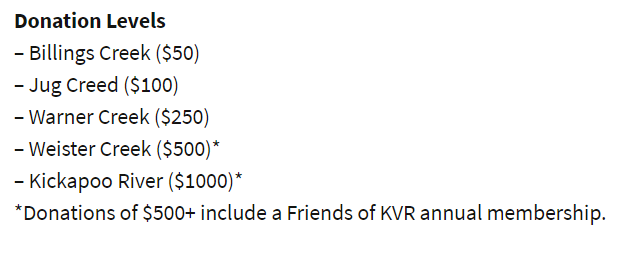 Donation Levels
– Billings Creek ($50)
– Jug Creed ($100)
– Warner Creek ($250)
– Weister Creek ($500)*
– Kickapoo River ($1000)*
*Donations of $500+ include a Friends of KVR annual membership.